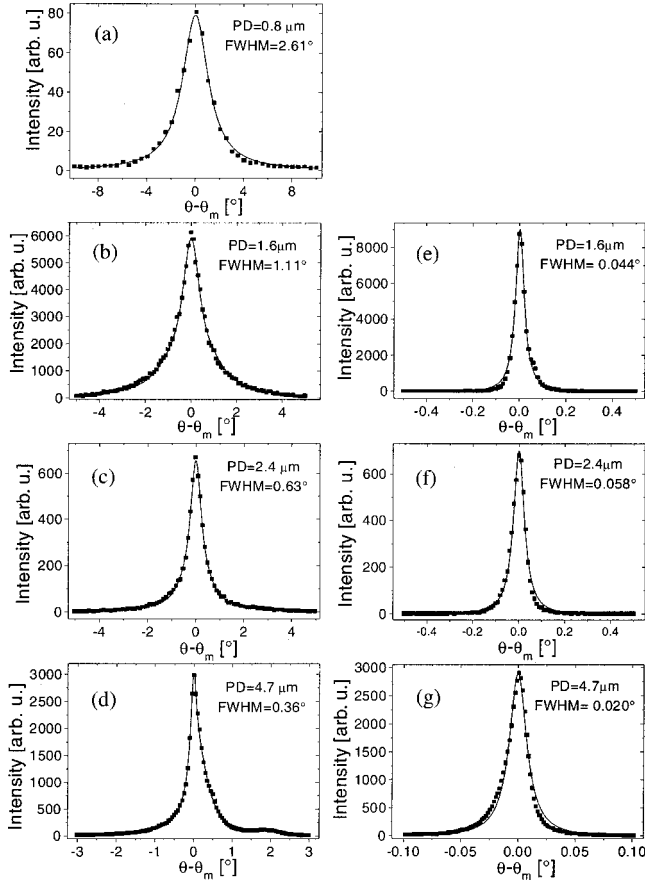 (a)
PD=0.8 μm
FWHM=2.61°
Intensity [arb. u.]
80
60
40
20
0
-8 -4 0 4 8
θ-θm [°]
(b)
PD=1.6μm
FWHM=1.11°
Intensity [arb. u.]
6000
5000
4000
3000
2000
1000
0
-4 -2 0 2 4
θ-θm [°]
(e)
PD=1.6μm
FWHM= 0.044°
Intensity [arb. u.]
8000
6000
4000
2000
0
-0.4 -0.2 0.0 0.2 0.4
θ-θm [°]
(c)
PD=2.4 μm
FWHM=0.63°
Intensity [arb. u.]
600
400
200
0
-4 -2 0 2 4
θ-θm [°]
(f)
PD=2.4μm
FWHM=0.058°
Intensity [arb. u.]
600
400
200
0
-0.4 -0.2 0.0 0.2 0.4
θ-θm [°]
(d)
PD=4.7 μm
FWHM=0.36°
Intensity [arb. u.]
3000
2500
2000
1500
1000
500
0
-3 -2 -1 0 1 2 3
θ-θm [°]
(g)
PD=4.7μm
FWHM= 0.020°
Intensity [arb. u.]
3000
2500
2000
1500
1000
500
0
-0.10 -0.05 0.00 0.05 0.10
θ-θm [°]